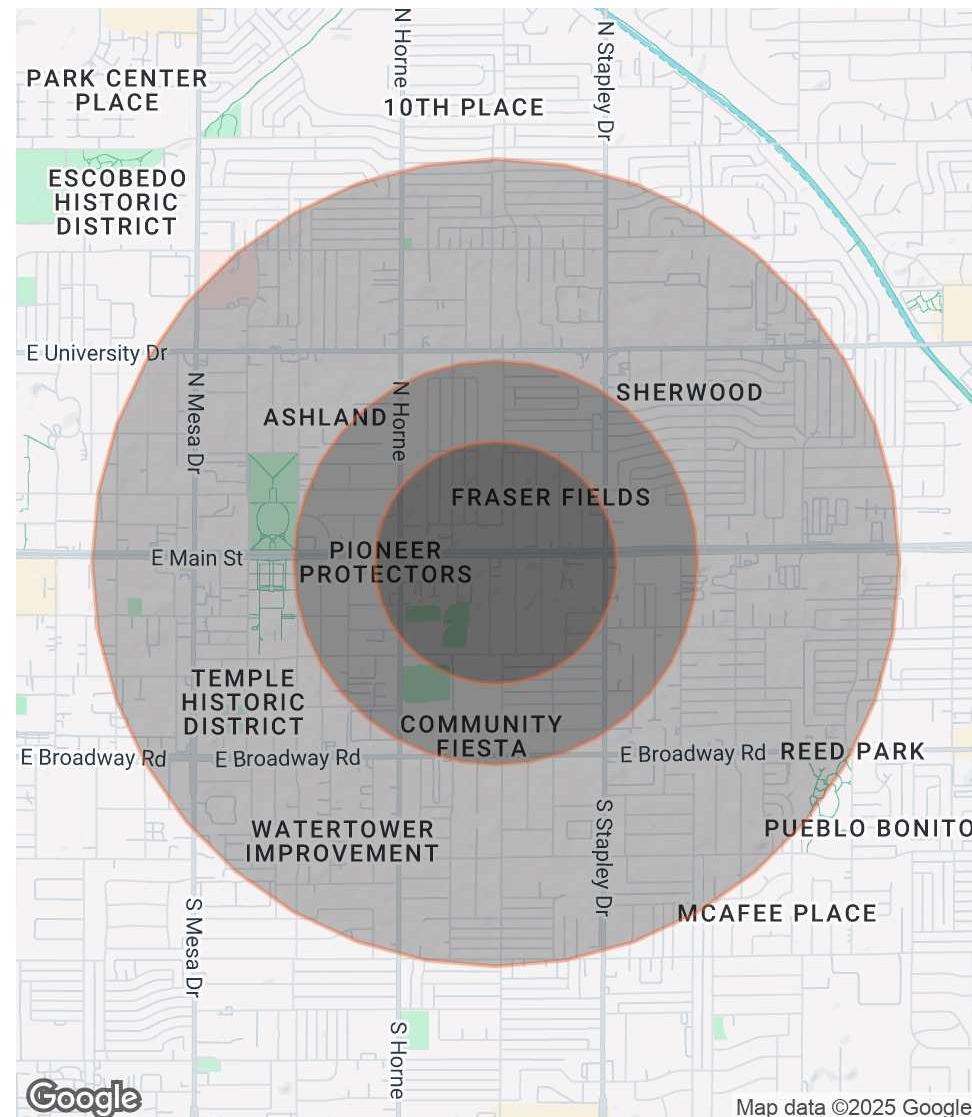 N Horne
N Stapley Dr
PARK CENTER
PLACE
10TH PLACE
ESCOBEDO
HISTORIC
DISTRICT
E University Dr
N Mesa Dr
N Horne
SHERWOOD
ASHLAND
FRASER FIELDS
E Main St
PIONEER
PROTECTORS
TEMPLE
HISTORIC
DISTRICT
COMMUNITY
FIESTA
E Broadway Rd
E Broadway Rd
E Broadway Rd
REED PARK
S Stapley Dr
WATERTOWER
IMPROVEMENT
PUEBLO BONITO
S Mesa Dr
MCAFEE PLACE
S Horne
Google
Map data ©2025 Google